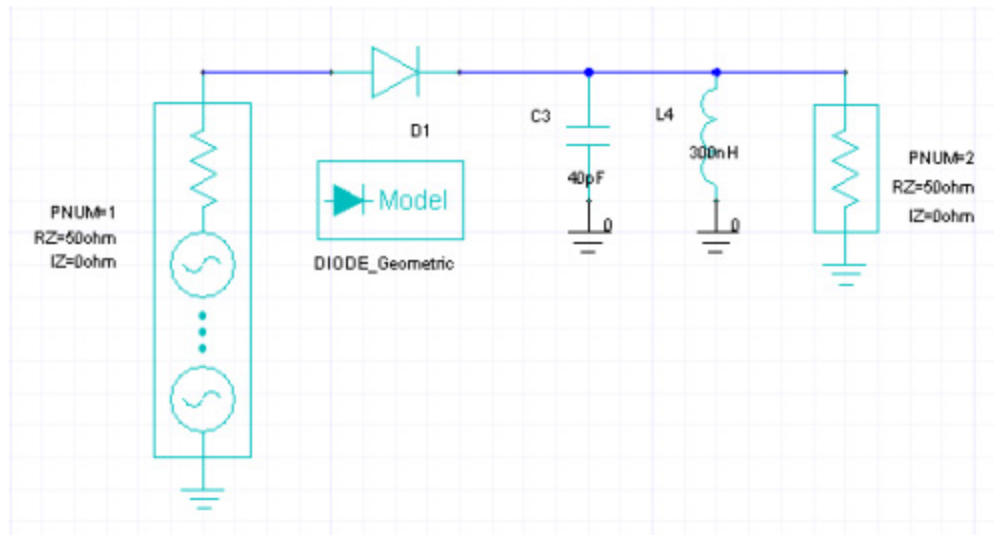 D1
C3
L4
300nH
40pF
0
0
PNUM=1
RZ=50ohm
IZ=0ohm
Model
DIODE_Geometric
PNUM=2
RZ=50ohm
IZ=0ohm